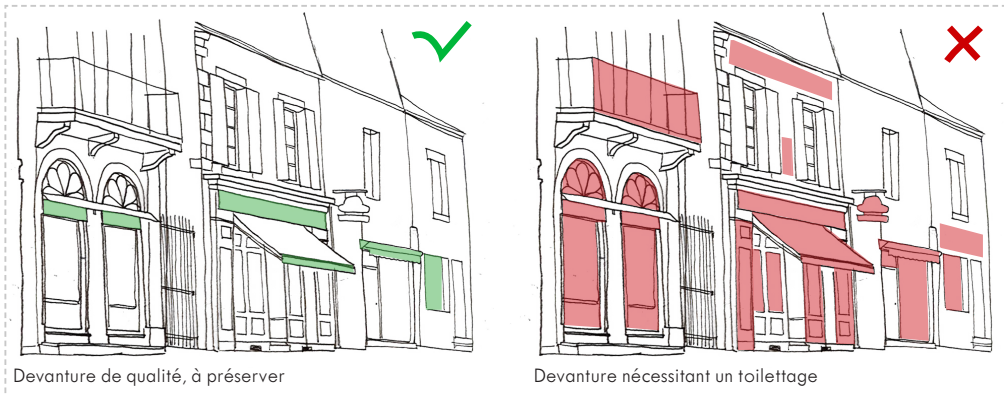 Devanture de qualité, à préserver
Devanture nécessitant un toilettage